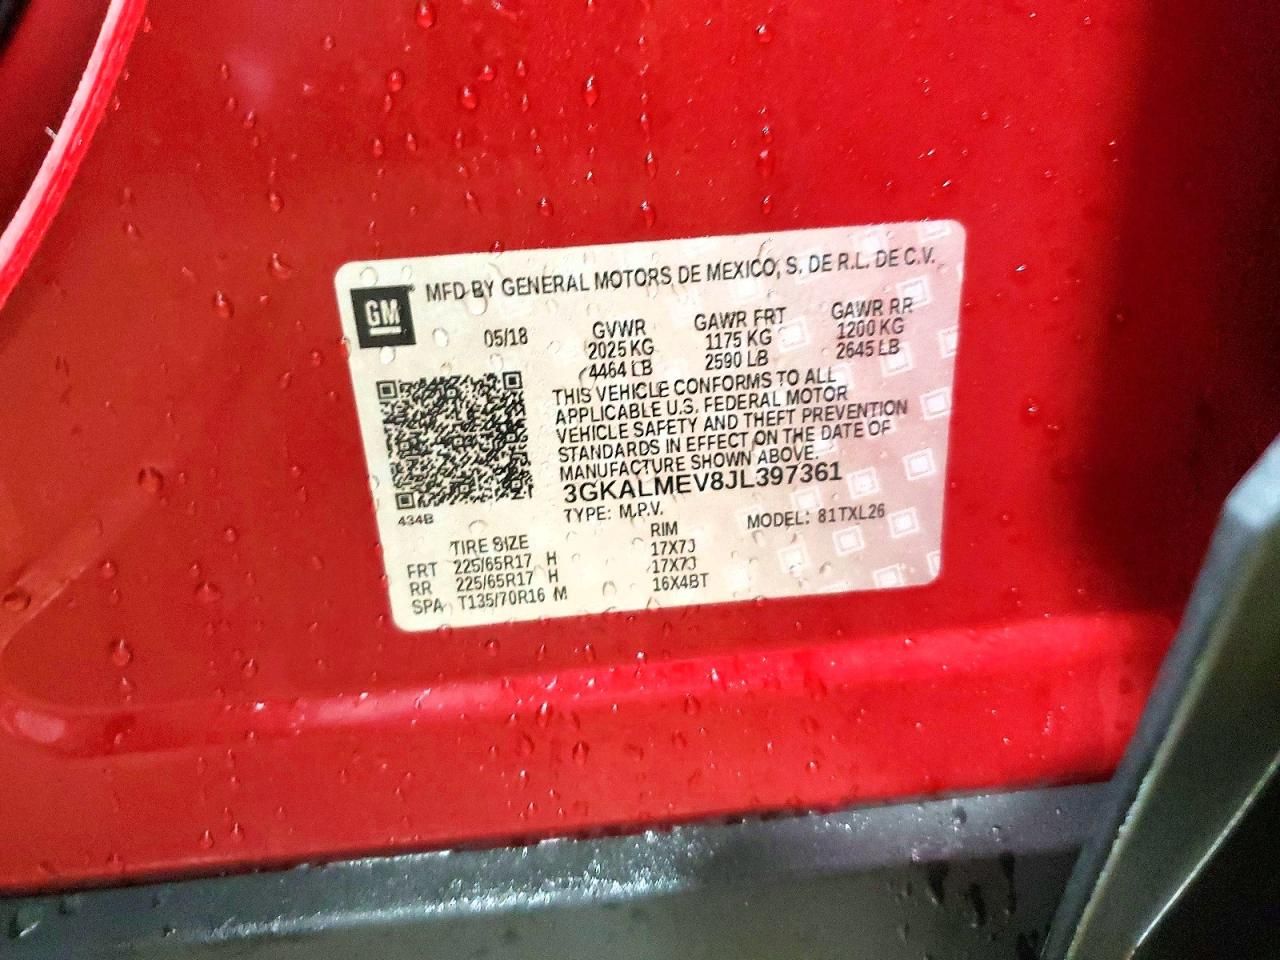 GM
MFD BY GENERAL MOTORS DE MEXICO, S. DE R.L. DE C.V.
05/18 GVWR GAWR FRT GAWR RR
2025 KG 1175 KG 1200 KG
4464 LB 2590 LB 2645 LB
THIS VEHICLE CONFORMS TO ALL
APPLICABLE U.S. FEDERAL MOTOR
VEHICLE SAFETY AND THEFT PREVENTION
STANDARDS IN EFFECT ON THE DATE OF
MANUFACTURE SHOWN ABOVE.
3GKALMEV8JL397361
434B
TYPE: M.P.V. MODEL: 81TXL26
TIRE SIZE RIM
FRT 225/65R17 H 17X7J
RR 225/65R17 H 17X7J
SPA T135/70R16 M 16X4BT